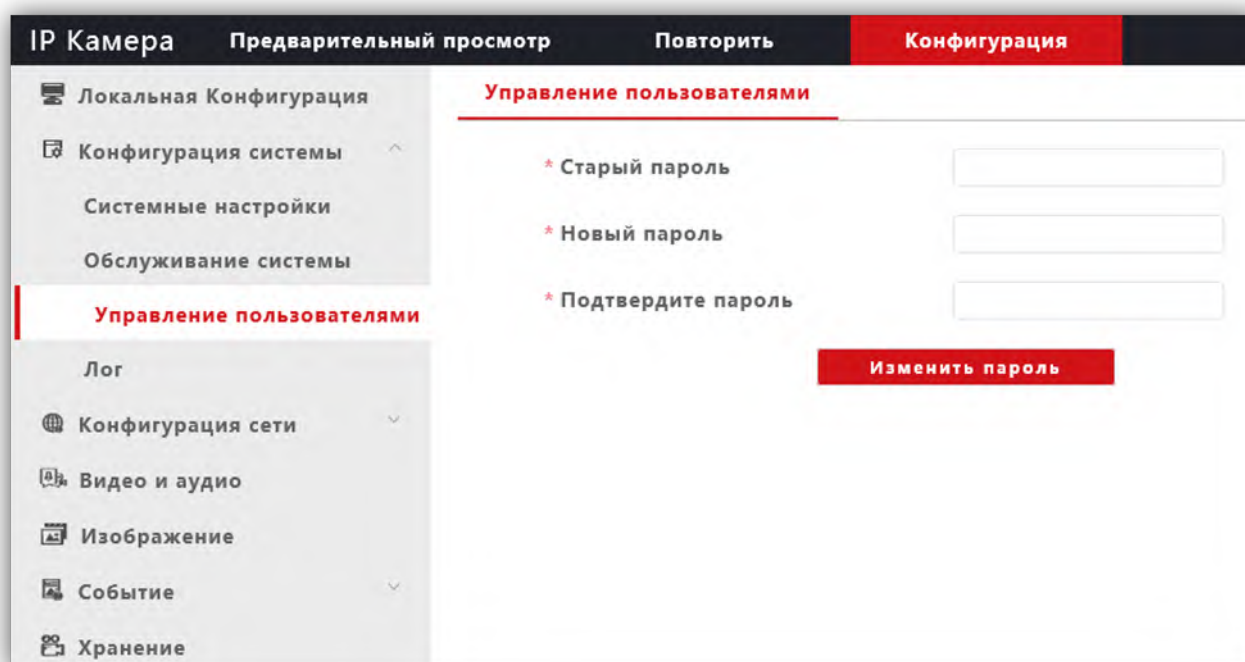 IP Камера Предварительный просмотр Повторить Конфигурация
Локальная Конфигурация
Конфигурация системы
Системные настройки
Обслуживание системы
Управление пользователями
Лог
Конфигурация сети
Видео и аудио
Изображение
Событие
Хранение
Управление пользователями
* Старый пароль
* Новый пароль
* Подтвердите пароль
Изменить пароль